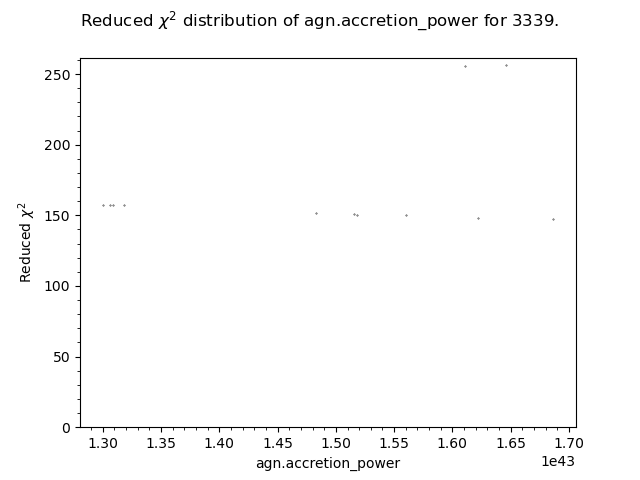 Reduced χ² distribution of agn.accretion_power for 3339.
250
200
150
100
50
0
Reduced χ²
1.30 1.35 1.40 1.45 1.50 1.55 1.60 1.65 1.70
1e43
agn.accretion_power